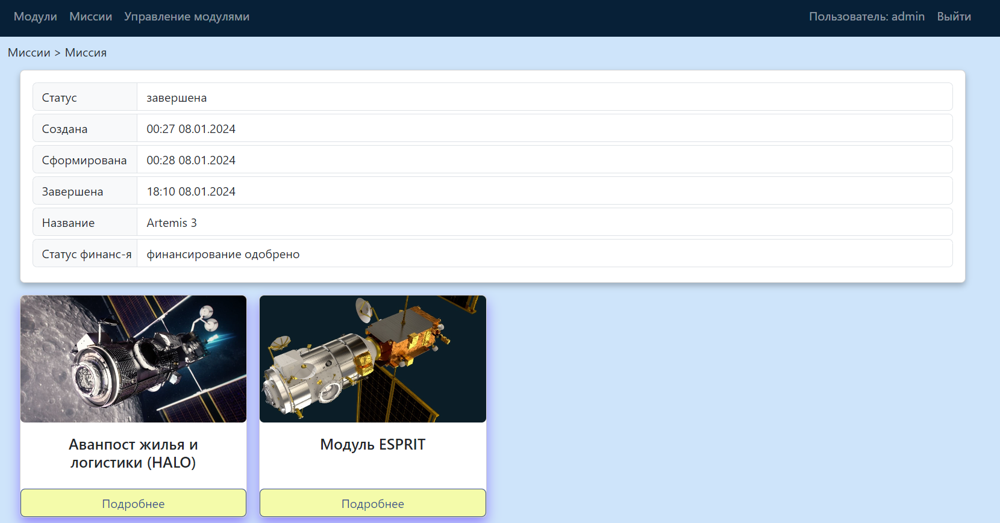 Модули Миссии Управление модулями Пользователь: admin Выйти
Миссии > Миссия
Статус завершена
Создана 00:27 08.01.2024
Сформирована 00:28 08.01.2024
Завершена 18:10 08.01.2024
Название Artemis 3
Статус финанс-я финансирование одобрено
Аванпост жилья и
логистики (HALO)
Подробнее
Модуль ESPRIT
Подробнее